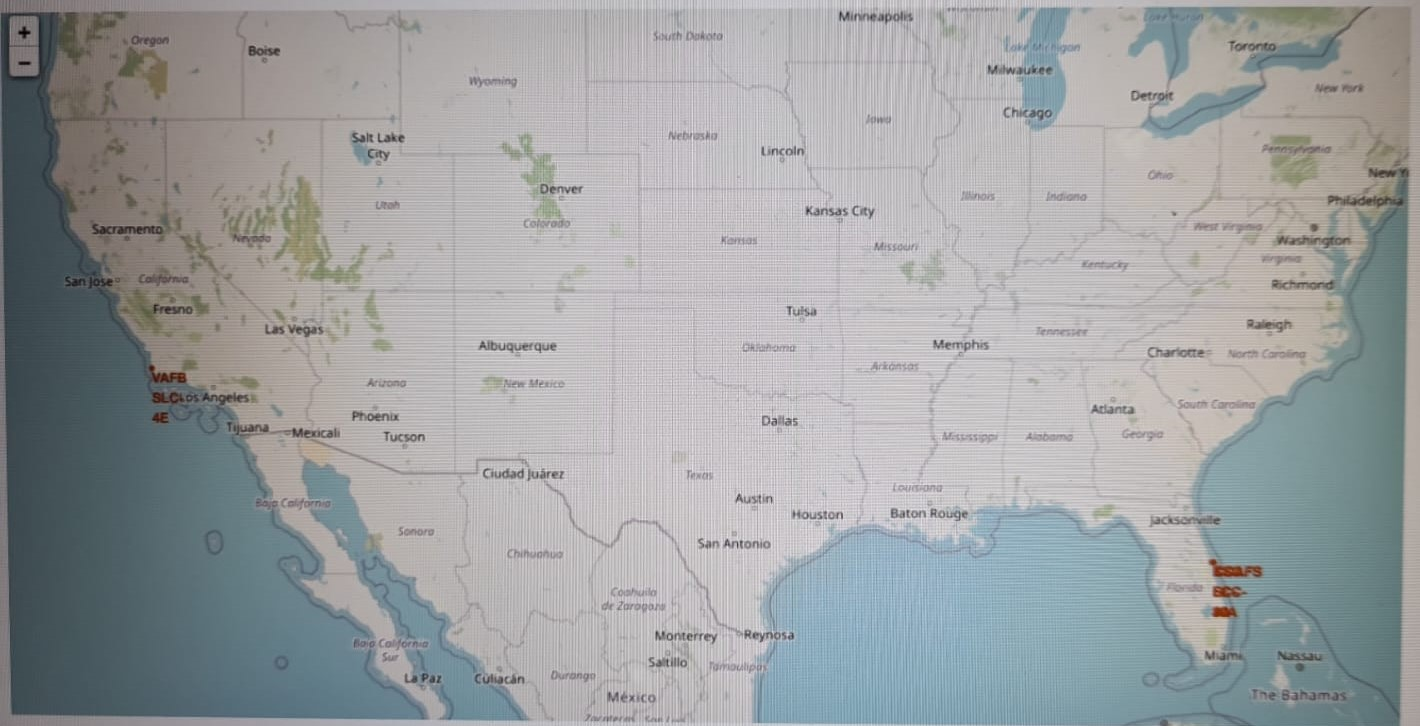 +
−
Minneapolis
Lake Huron
Oregon
Boise
South Dakota
Lake Michigan
Toronto
Wyoming
Milwaukee
Detroit
New York
Chicago
Iowa
Salt Lake
City
Nebraska
Lincoln
Pennsylvania
Denver
Ohio
New Y
Utah
Illinois
Indiana
Philadelphia
Kansas City
Colorado
Sacramento
Nevada
Kansas
Missouri
West Virginia
Washington
Virginia
San Jose
California
Kentucky
Richmond
Fresno
Las Vegas
Tulsa
Tennessee
Raleigh
Albuquerque
Oklahoma
Memphis
Charlotte
North Carolina
Arkansas
VAFB
SLC
4E
Los Angeles
Arizona
New Mexico
Phoenix
Dallas
Atlanta
South Carolina
Tijuana
Mexicali
Tucson
Mississippi
Alabama
Georgia
Ciudad Juárez
Texas
Louisiana
Baja California
Austin
Houston
Baton Rouge
Jacksonville
Sonora
San Antonio
Chihuahua
Florida
Coahuila
de Zaragoza
Monterrey
Reynosa
Baja California
Sur
Saltillo
Tamaulipas
Miami
Nassau
La Paz
Culiacán
Durango
México
The Bahamas